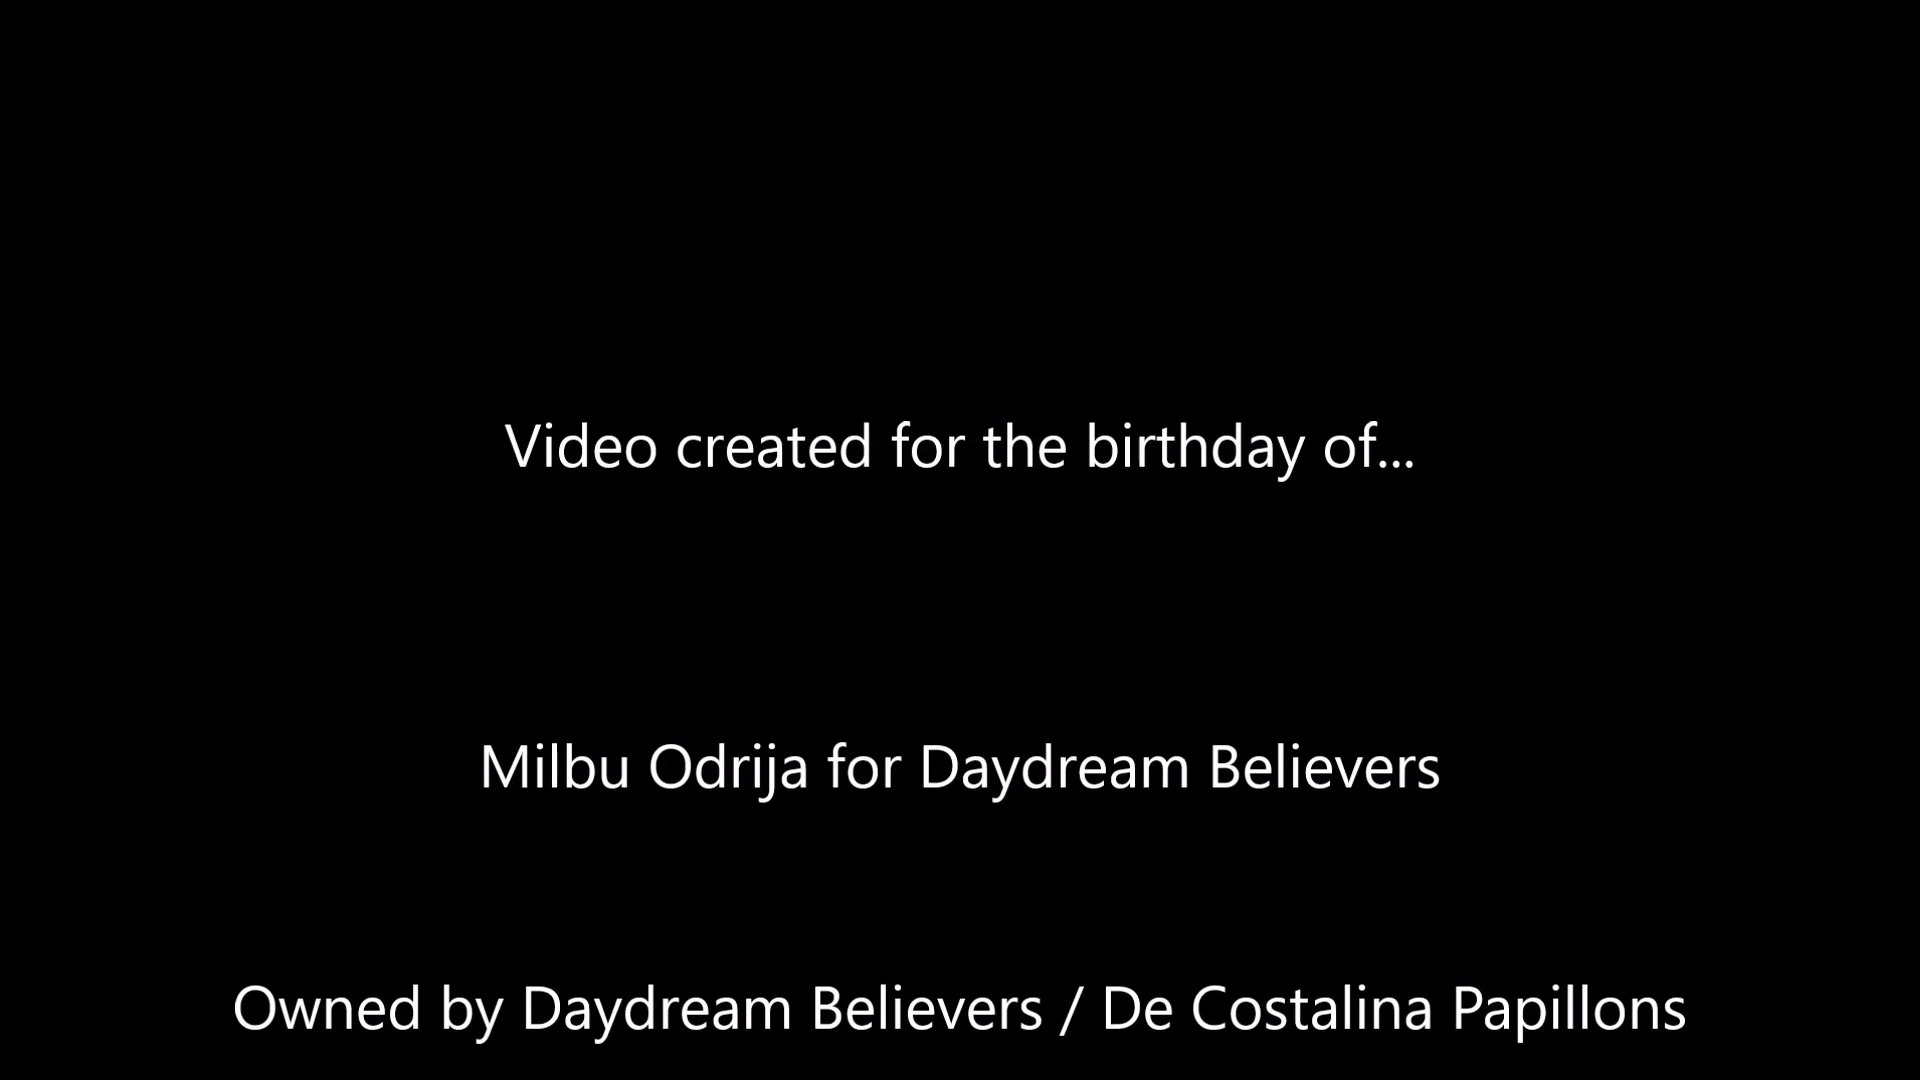 Video created for the birthday of...
Milbu Odrija for Daydream Believers
Owned by Daydream Believers / De Costalina Papillons